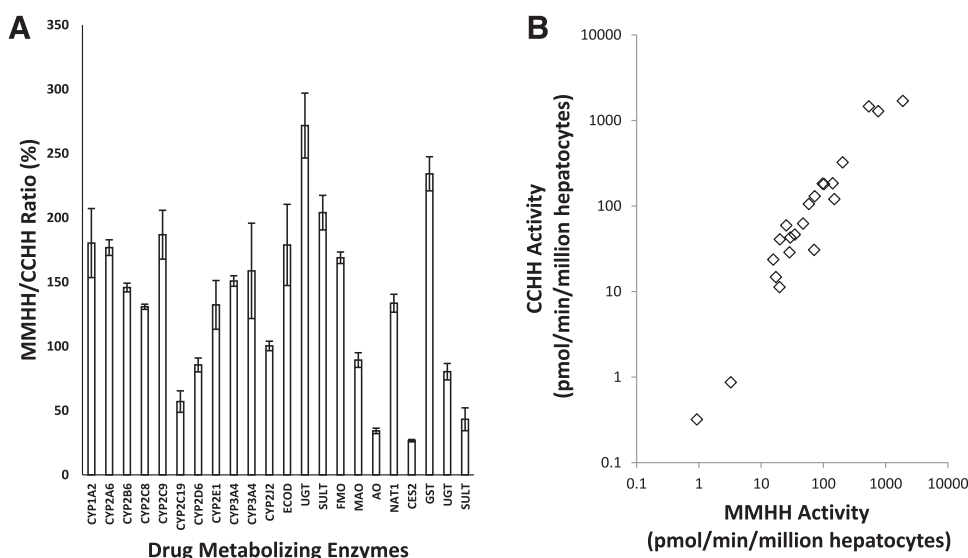 A
MMHH/CCHH Ratio (%)
350
300
250
200
150
100
50
0
CYP1A2
CYP2A6
CYP2B6
CYP2C8
CYP2C9
CYP2C19
CYP2D6
CYP2E1
CYP3A4
CYP3A4
CYP2J2
ECOD
UGT
SULT
FMO
MAO
AO
NAT1
CES2
GST
UGT
SULT
Drug Metabolizing Enzymes
B
CCHH Activity
(pmol/min/million hepatocytes)
10000
1000
100
10
1
0.1
0.1
1
10
100
1000
10000
MMHH Activity
(pmol/min/million hepatocytes)